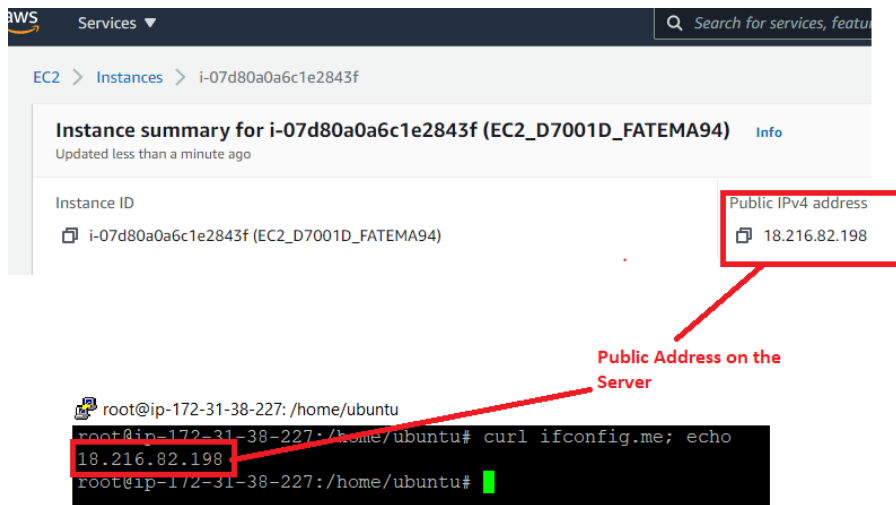 aws Services ▼ Search for services, featu
EC2 > Instances > i-07d80a0a6c1e2843f
Instance summary for i-07d80a0a6c1e2843f (EC2_D7001D_FATEMA94) Info
Updated less than a minute ago
Instance ID Public IPv4 address
i-07d80a0a6c1e2843f (EC2_D7001D_FATEMA94) 18.216.82.198
Public Address on the
Server
root@ip-172-31-38-227: /home/ubuntu
root@ip-172-31-38-227:/home/ubuntu# curl ifconfig.me; echo
18.216.82.198
root@ip-172-31-38-227:/home/ubuntu#